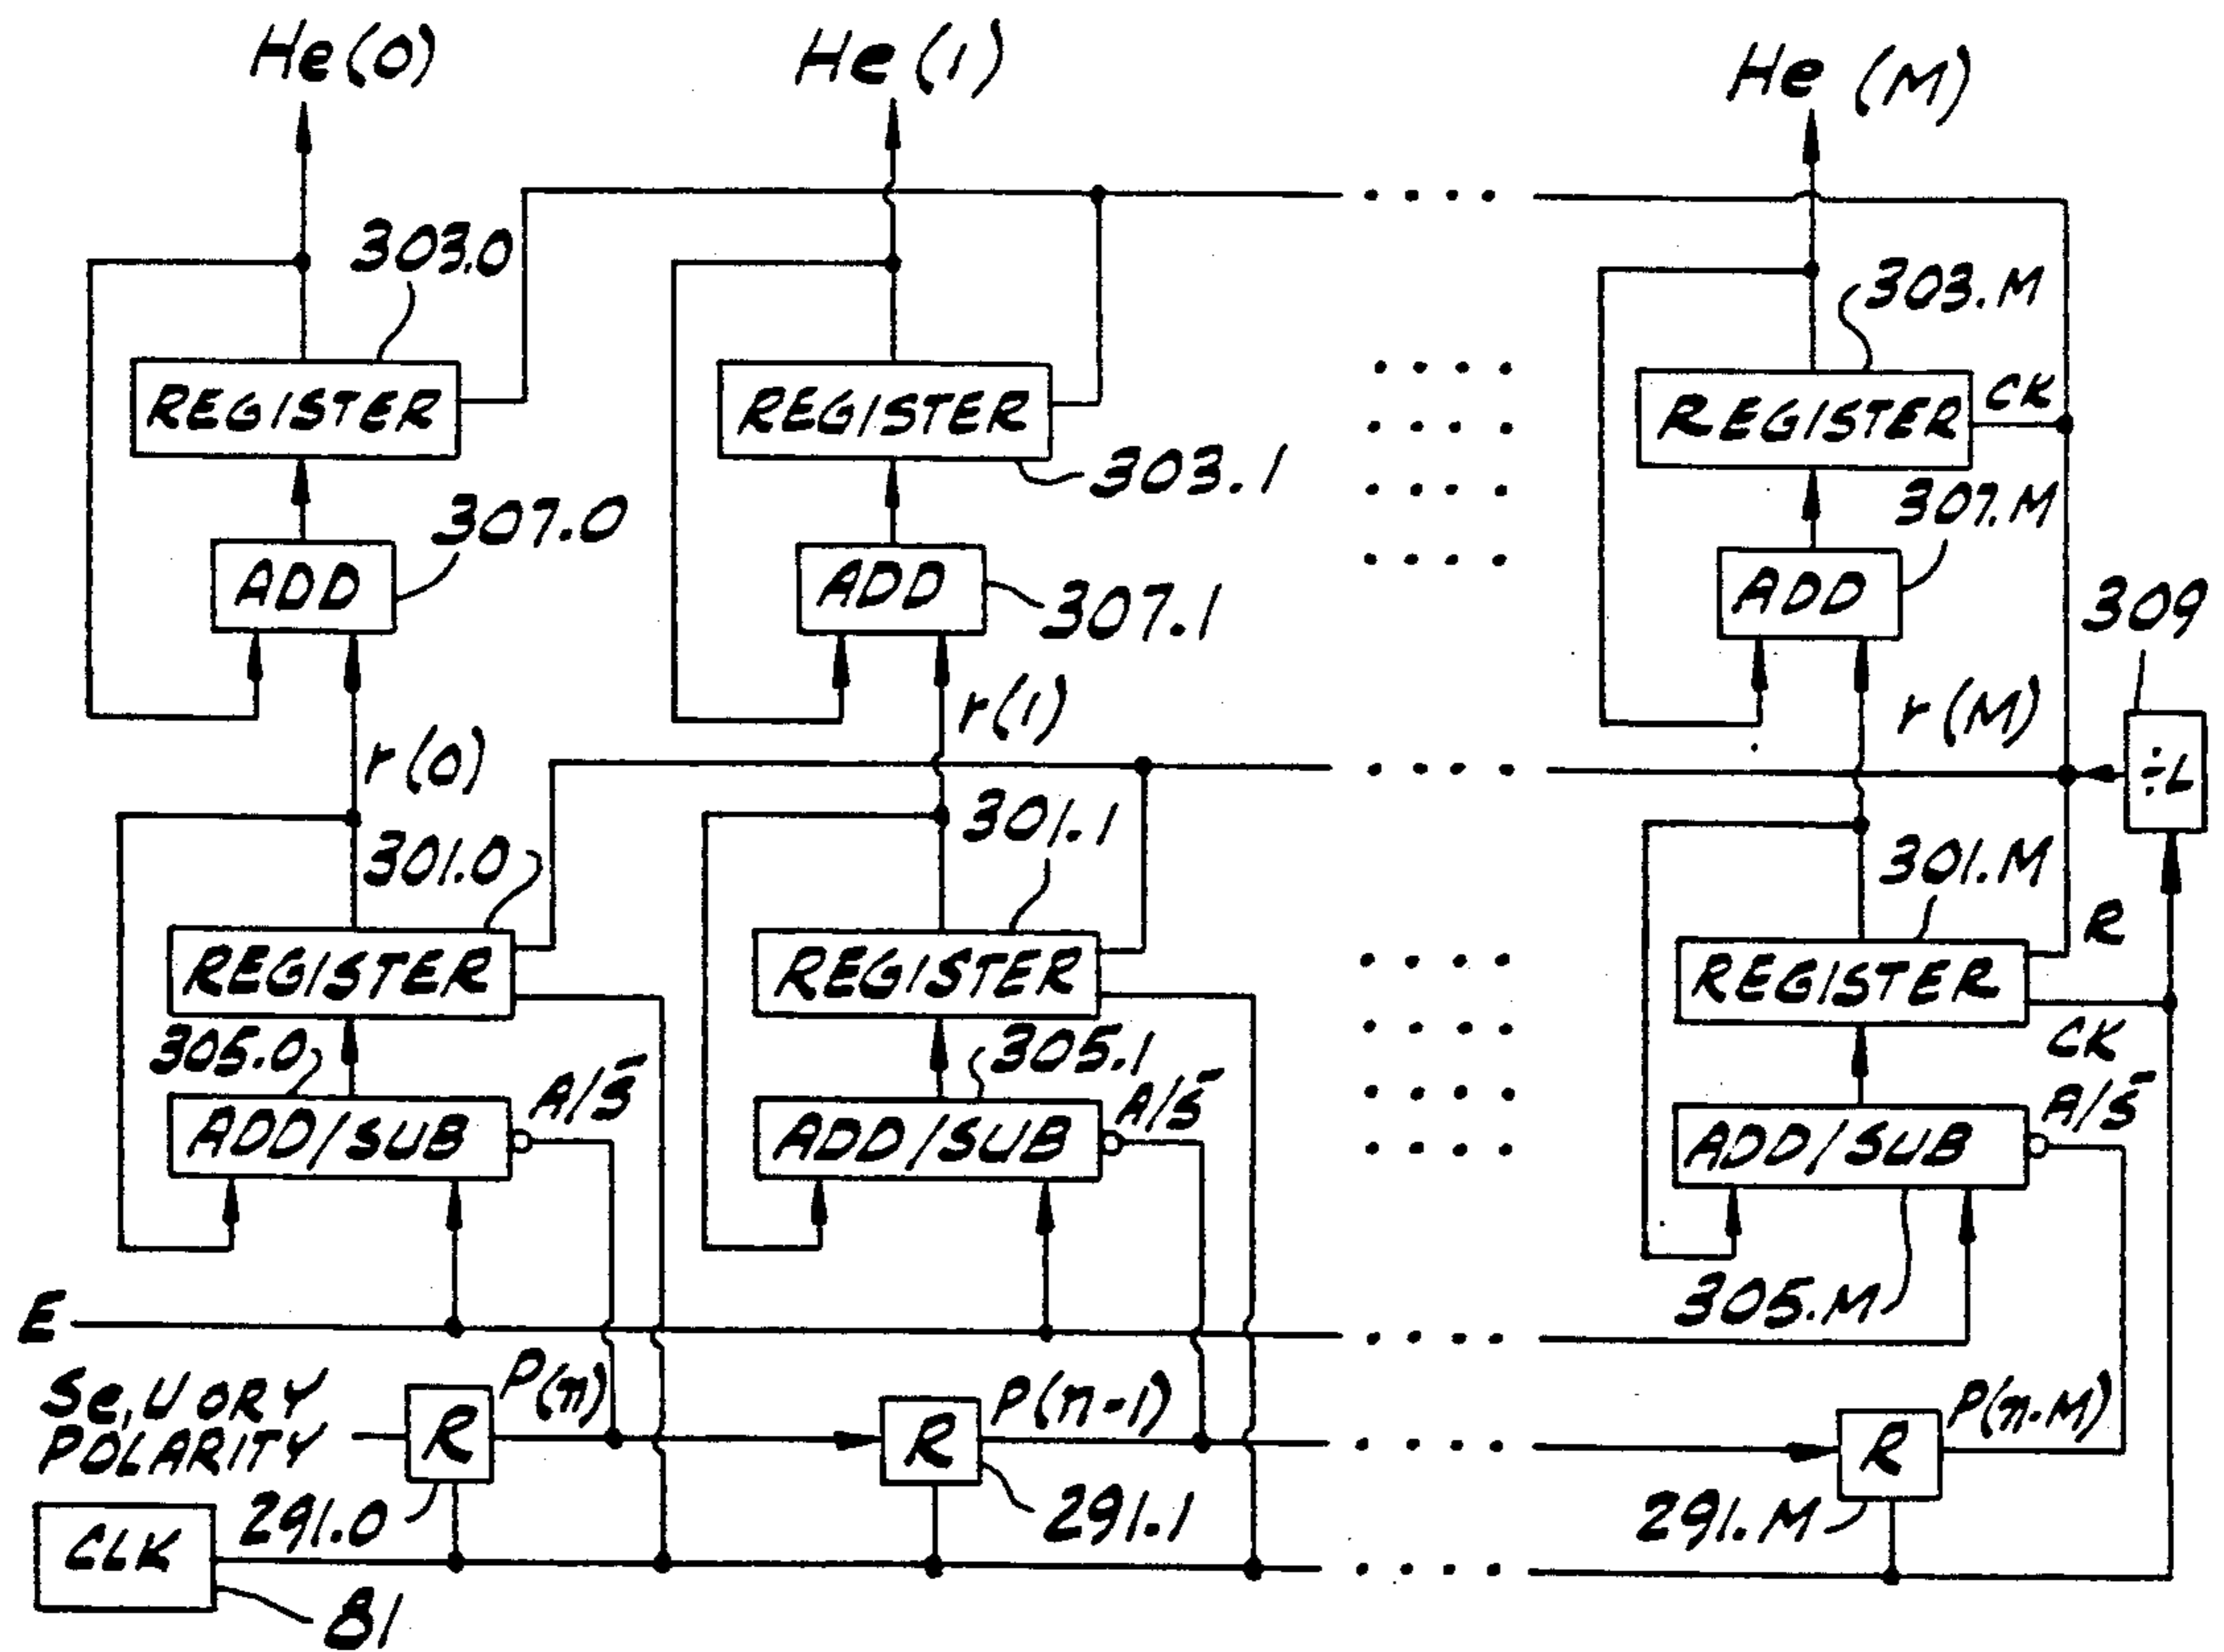 He(0) He(1) He(M)
303.0
303.M
REGISTER REGISTER REGISTER CK
303.1
307.0 307.M
ADD ADD ADD
307.1 309
r(0) r(1) r(M)
÷L
301.0 301.1 301.M
R
REGISTER REGISTER REGISTER
CK
305.0 305.1
A/S̄ A/S̄ A/S̄
ADD/SUB ADD/SUB ADD/SUB
305.M
E
Se,U ORY
POLARITY
P(n) P(n-1) P(n-M)
R R R
291.0 291.1 291.M
CLK
81